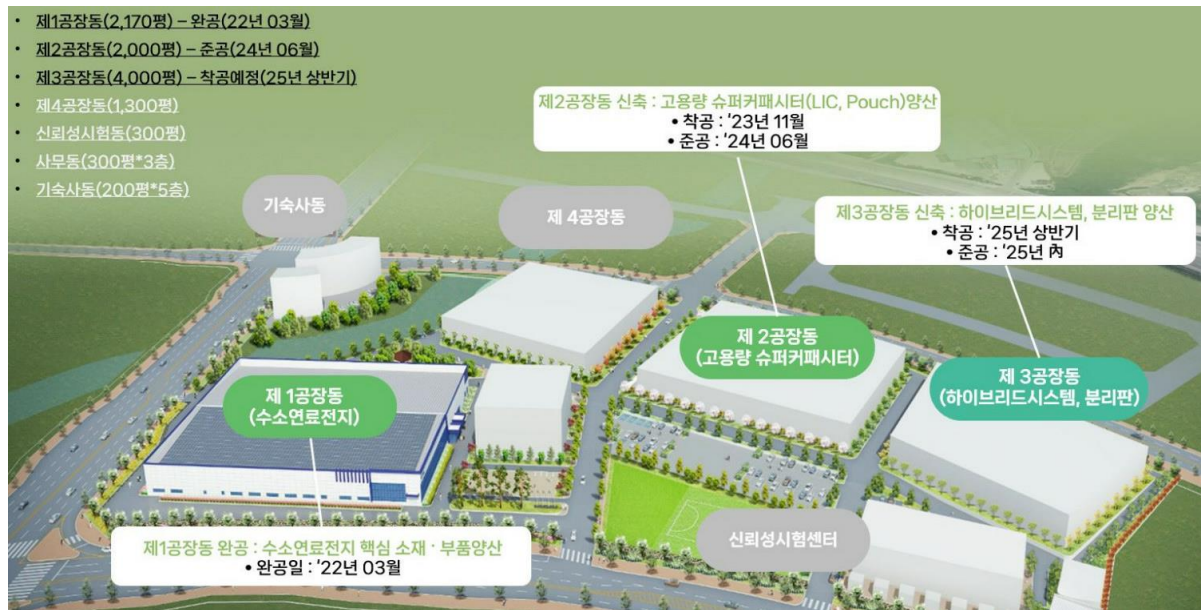 • 제1공장동(2,170평) – 완공(22년 03월)
• 제2공장동(2,000평) – 준공(24년 06월)
• 제3공장동(4,000평) – 착공예정(25년 상반기)
• 제4공장동(1,300평)
• 신뢰성시험동(300평)
• 사무동(300평*3층)
• 기숙사동(200평*5층)
제2공장동 신축 : 고용량 슈퍼커패시터(LIC, Pouch)양산
• 착공 : '23년 11월
• 준공 : '24년 06월
기숙사동
제 4공장동
제3공장동 신축 : 하이브리드시스템, 분리판 양산
• 착공 : '25년 상반기
• 준공 : '25년 內
제 2공장동
(고용량 슈퍼커패시터)
제 3공장동
(하이브리드시스템, 분리판)
제 1공장동
(수소연료전지)
신뢰성시험센터
제1공장동 완공 : 수소연료전지 핵심 소재 · 부품양산
• 완공일 : '22년 03월